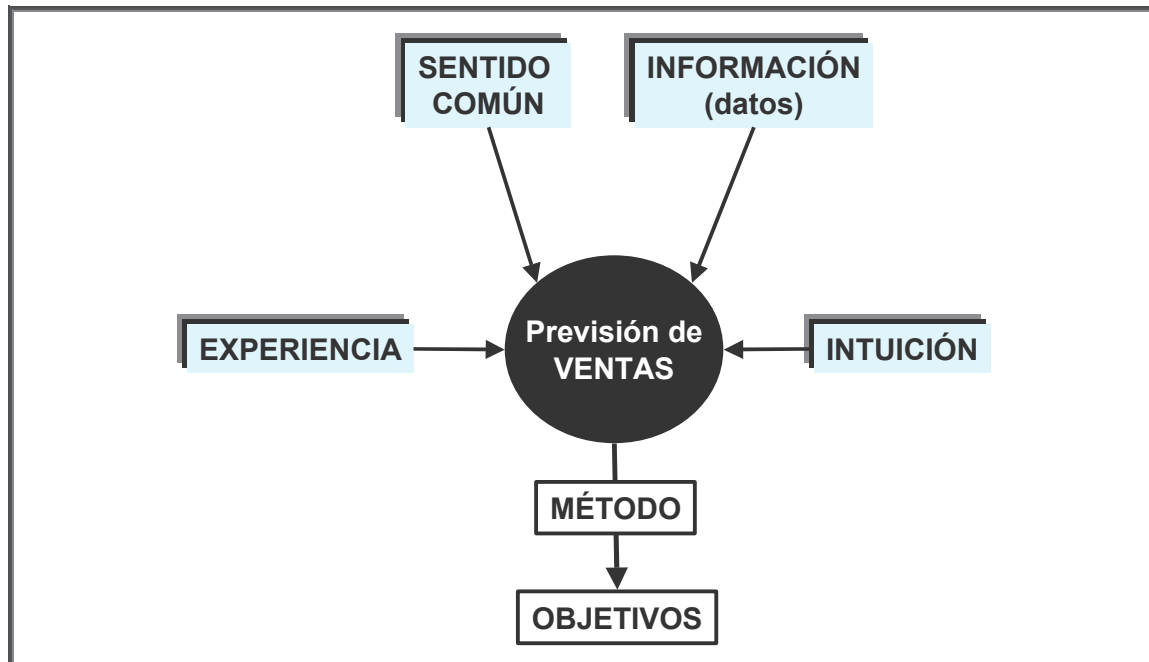 SENTIDO
COMÚN
INFORMACIÓN
(datos)
EXPERIENCIA
Previsión de
VENTAS
INTUICIÓN
MÉTODO
OBJETIVOS